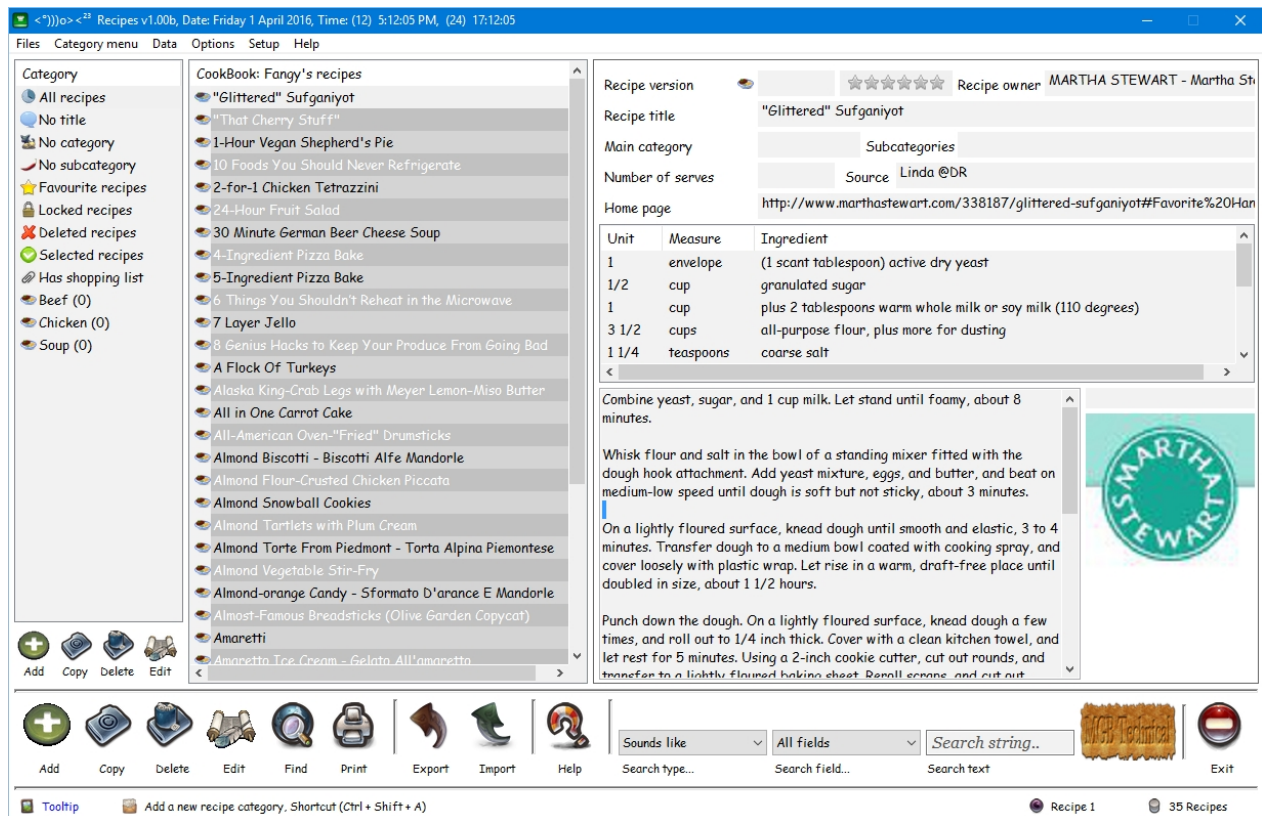 <°)))o><²³ Recipes v1.00b, Date: Friday 1 April 2016, Time: (12) 5:12:05 PM, (24) 17:12:05
Files Category menu Data Options Setup Help
Category
All recipes
No title
No category
No subcategory
Favourite recipes
Locked recipes
Deleted recipes
Selected recipes
Has shopping list
Beef (0)
Chicken (0)
Soup (0)
Add Copy Delete Edit
CookBook: Fangy's recipes
"Glittered" Sufganiyot
"That Cherry Stuff"
1-Hour Vegan Shepherd's Pie
10 Foods You Should Never Refrigerate
2-for-1 Chicken Tetrazzini
24-Hour Fruit Salad
30 Minute German Beer Cheese Soup
4-Ingredient Pizza Bake
5-Ingredient Pizza Bake
6 Things You Shouldn't Reheat in the Microwave
7 Layer Jello
8 Genius Hacks to Keep Your Produce From Going Bad
A Flock Of Turkeys
Alaska King-Crab Legs with Meyer Lemon-Miso Butter
All in One Carrot Cake
All-American Oven-"Fried" Drumsticks
Almond Biscotti - Biscotti Alfe Mandorle
Almond Flour-Crusted Chicken Piccata
Almond Snowball Cookies
Almond Tartlets with Plum Cream
Almond Torte From Piedmont - Torta Alpina Piemontese
Almond Vegetable Stir-Fry
Almond-orange Candy - Sformato D'arance E Mandorle
Almost-Famous Breadsticks (Olive Garden Copycat)
Amaretti
Amaretto Ice Cream - Gelato All'amaretto
Recipe version Recipe owner MARTHA STEWART - Martha St
Recipe title "Glittered" Sufganiyot
Main category Subcategories
Number of serves Source Linda @DR
Home page http://www.marthastewart.com/338187/glittered-sufganiyot#Favorite%20Han
Unit Measure Ingredient
1 envelope (1 scant tablespoon) active dry yeast
1/2 cup granulated sugar
1 cup plus 2 tablespoons warm whole milk or soy milk (110 degrees)
3 1/2 cups all-purpose flour, plus more for dusting
1 1/4 teaspoons coarse salt
Combine yeast, sugar, and 1 cup milk. Let stand until foamy, about 8
minutes.
Whisk flour and salt in the bowl of a standing mixer fitted with the
dough hook attachment. Add yeast mixture, eggs, and butter, and beat on
medium-low speed until dough is soft but not sticky, about 3 minutes.
On a lightly floured surface, knead dough until smooth and elastic, 3 to 4
minutes. Transfer dough to a medium bowl coated with cooking spray, and
cover loosely with plastic wrap. Let rise in a warm, draft-free place until
doubled in size, about 1 1/2 hours.
Punch down the dough. On a lightly floured surface, knead dough a few
times, and roll out to 1/4 inch thick. Cover with a clean kitchen towel, and
let rest for 5 minutes. Using a 2-inch cookie cutter, cut out rounds, and
transfer to a lightly floured baking sheet. Reroll scraps, and cut out
MARTHA STEWART
Add Copy Delete Edit Find Print Export Import Help
Sounds like All fields Search string..
Search type... Search field... Search text
MGB Technical
Exit
Tooltip Add a new recipe category, Shortcut (Ctrl + Shift + A) Recipe 1 35 Recipes